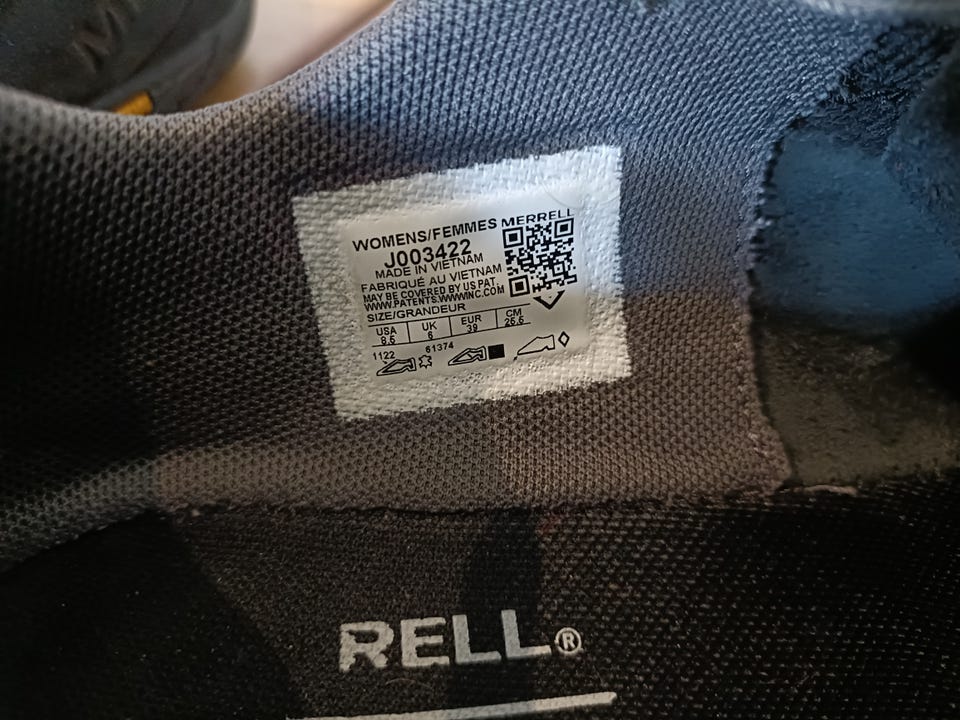 WOMENS/FEMMES MERRELL
J003422
MADE IN VIETNAM
FABRIQUÉ AU VIETNAM
MAY BE COVERED BY US PAT.
WWW.PATENTS.WWWINC.COM
SIZE/GRANDEUR
USA UK EUR CM
8.5 6 39 25.5
1122 61374
RELL®